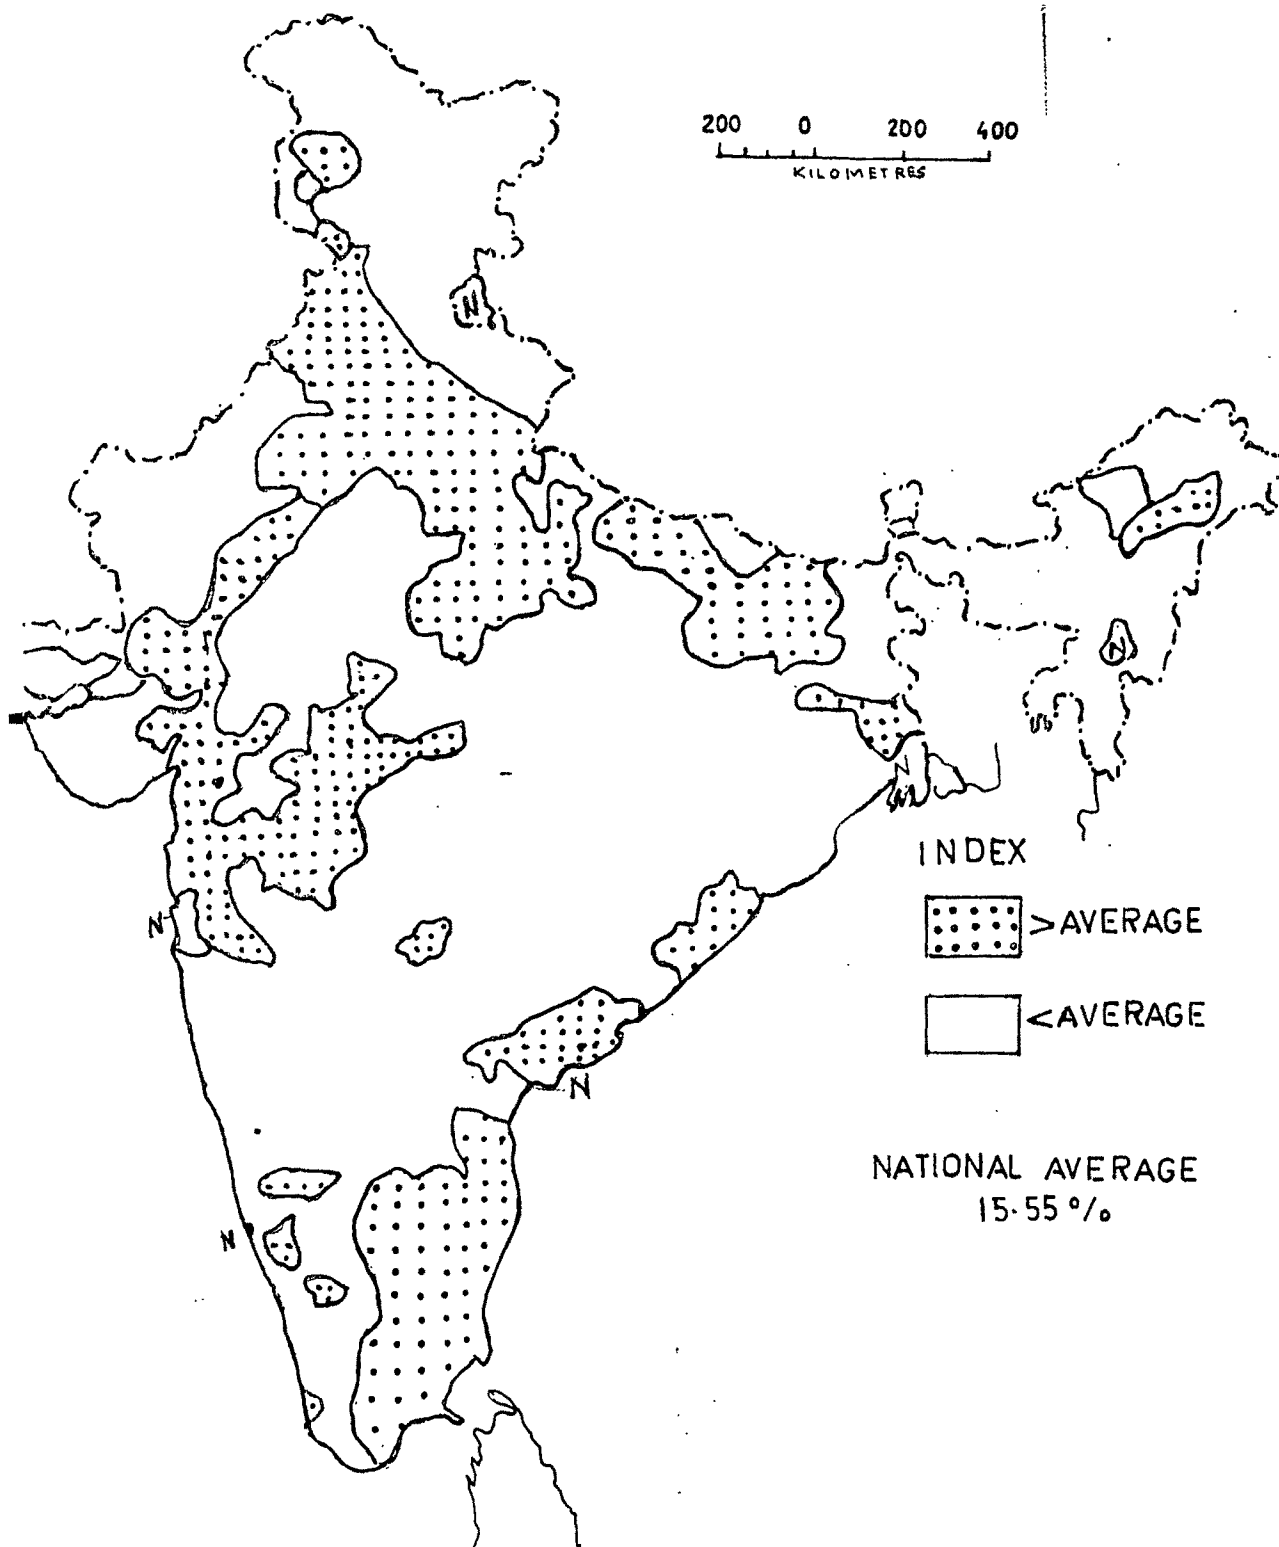 200 0 200 400
KILOMETRES
N
N
N
INDEX
>AVERAGE
N
<AVERAGE
N
NATIONAL AVERAGE
15.55%
N